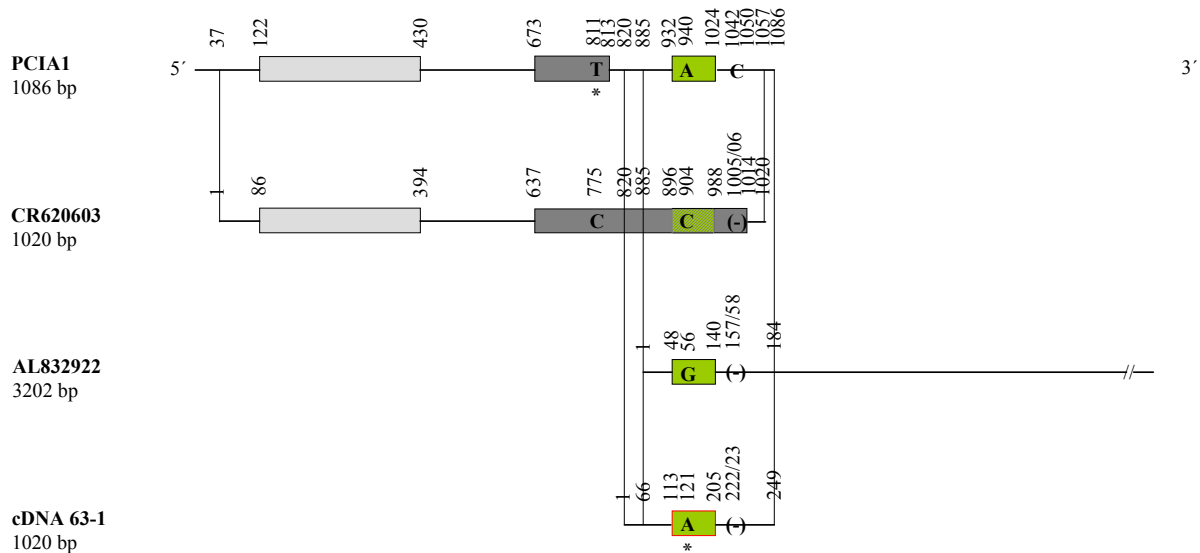 37 122 430 673 811 813 820 885 932 940 1024 1042 1050 1057 1086
PCIA1 5´ T A C 3´
1086 bp *
1 86 394 637 775 820 885 896 904 988 1005/06 1014 1020
CR620603 C C (-)
1020 bp
1 48 56 140 157/58 184
AL832922 G (-) //
3202 bp
1 66 113 121 205 222/23 249
cDNA 63-1 A (-)
1020 bp *